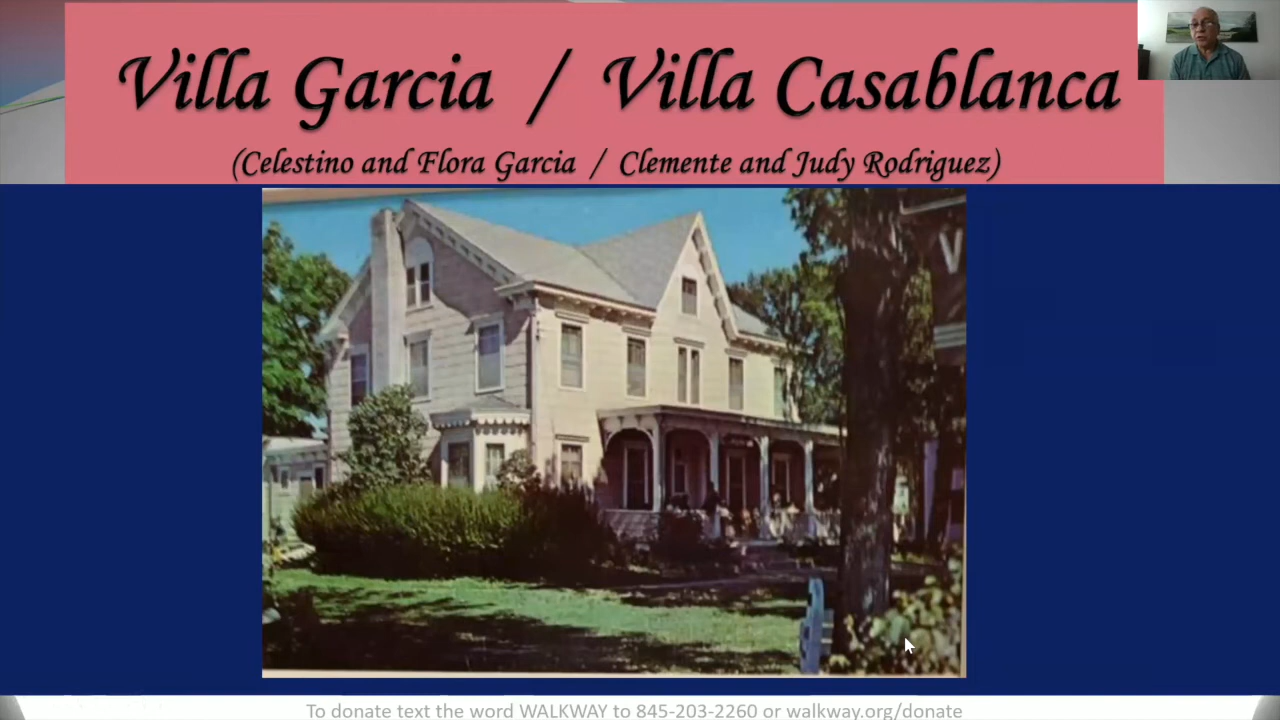 Villa Garcia / Villa Casablanca
(Celestino and Flora Garcia / Clemente and Judy Rodriguez)
V
To donate text the word WALKWAY to 845-203-2260 or walkway.org/donate